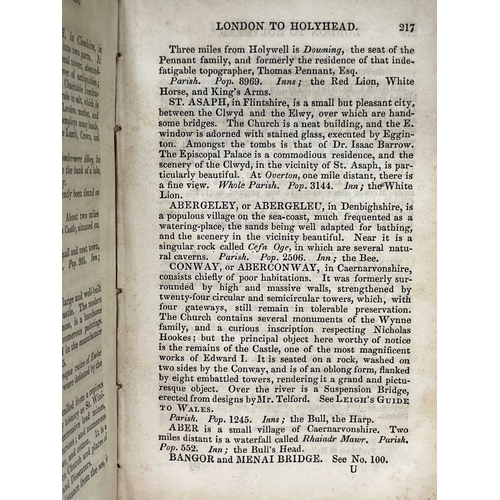 LONDON TO HOLYHEAD. 217
Three miles from Holywell is Downing, the seat of the
Pennant family, and formerly the residence of that inde-
fatigable topographer, Thomas Pennant, Esq.
Parish. Pop. 8969. Inns; the Red Lion, White
Horse, and King's Arms.
ST. ASAPH, in Flintshire, is a small but pleasant city,
between the Clwyd and the Elwy, over which are hand-
some bridges. The Church is a neat building, and the E.
window is adorned with stained glass, executed by Eggin-
ton. Amongst the tombs is that of Dr. Isaac Barrow.
The Episcopal Palace is a commodious residence, and the
scenery of the Clwyd, in the vicinity of St. Asaph, is par-
ticularly beautiful. At Overton, one mile distant, there is
a fine view. Whole Parish. Pop. 3144. Inn; the White
Lion.
ABERGELEY, or ABERGELEU, in Denbighshire, is
a populous village on the sea-coast, much frequented as a
watering-place, the sands being well adapted for bathing,
and the scenery in the vicinity beautiful. Near it is a
singular rock called Cefn Oge, in which are several natu-
ral caverns. Parish. Pop. 2506. Inn; the Bee.
CONWAY, or ABERCONWAY, in Caernarvonshire,
consists chiefly of poor habitations. It was formerly sur-
rounded by high and massive walls, strengthened by
twenty-four circular and semicircular towers, which, with
four gateways, still remain in tolerable preservation.
The Church contains several monuments of the Wynne
family, and a curious inscription respecting Nicholas
Hookes; but the principal object here worthy of notice
is the remains of the Castle, one of the most magnificent
works of Edward I. It is seated on a rock, washed on
two sides by the Conway, and is of an oblong form, flanked
by eight embattled towers, rendering it a grand and pictu-
resque object. Over the river is a Suspension Bridge,
erected from designs by Mr. Telford. See LEIGH'S GUIDE
TO WALES.
Parish. Pop. 1245. Inns; the Bull, the Harp.
ABER is a small village of Caernarvonshire. Two
miles distant is a waterfall called Rhaiadr Mawr. Parish.
Pop. 552. Inn; the Bull's Head.
BANGOR and MENAI BRIDGE. See No. 100.
U